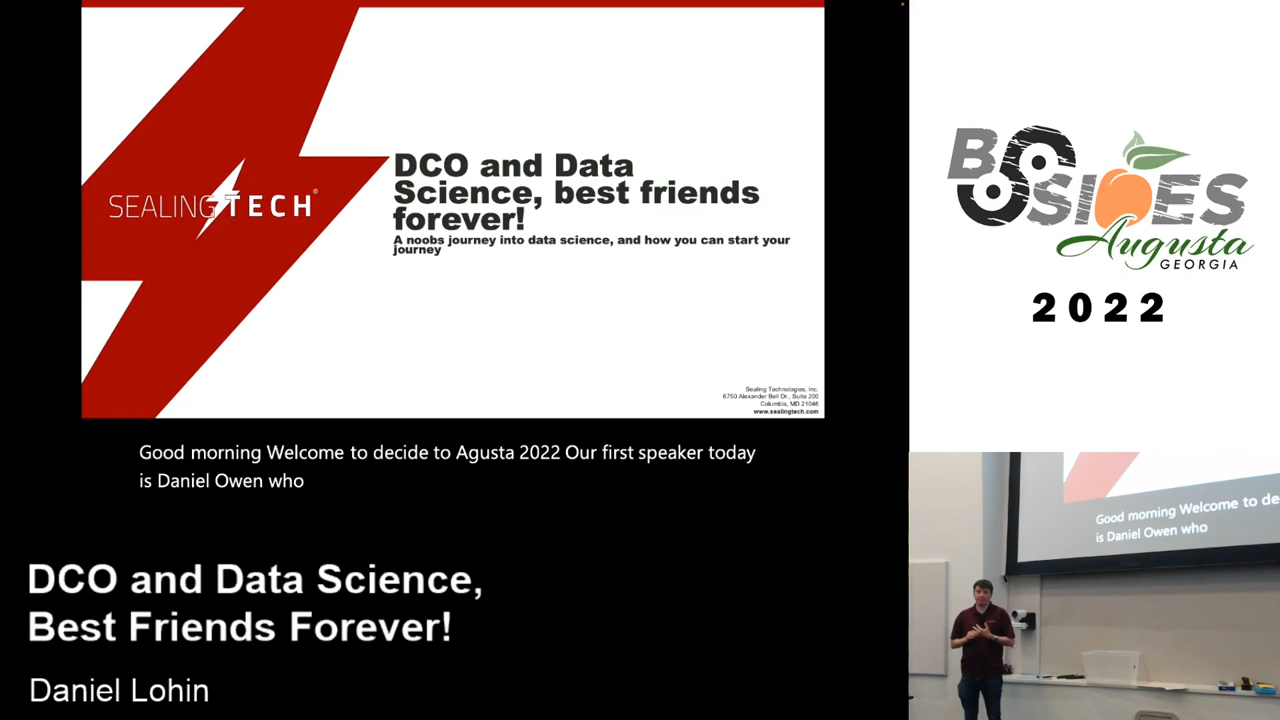 SEALING TECH®
DCO and Data
Science, best friends
forever!
A noobs journey into data science, and how you can start your
journey
Sealing Technologies, Inc.
6750 Alexander Bell Dr., Suite 200
Columbia, MD 21046
www.sealingtech.com
Good morning Welcome to decide to Agusta 2022 Our first speaker today
is Daniel Owen who
DCO and Data Science,
Best Friends Forever!
Daniel Lohin
BSIDES
Augusta
GEORGIA
2022
Good morning Welcome to de
is Daniel Owen who